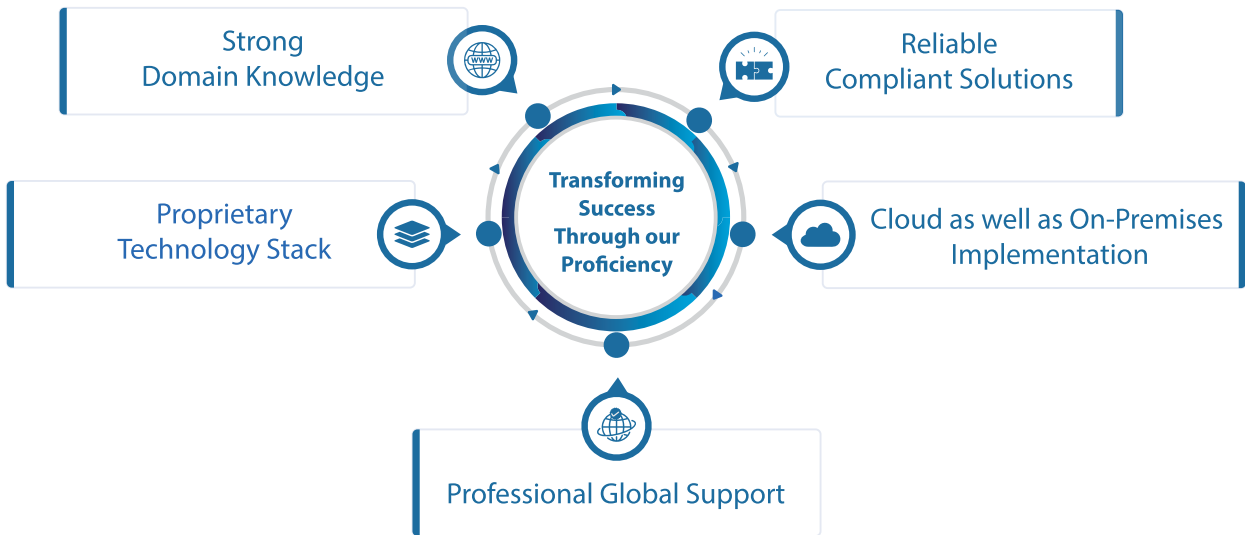 Strong
Domain Knowledge
WWW
Reliable
Compliant Solutions
Proprietary
Technology Stack
Transforming
Success
Through our
Proficiency
Cloud as well as On-Premises
Implementation
Professional Global Support